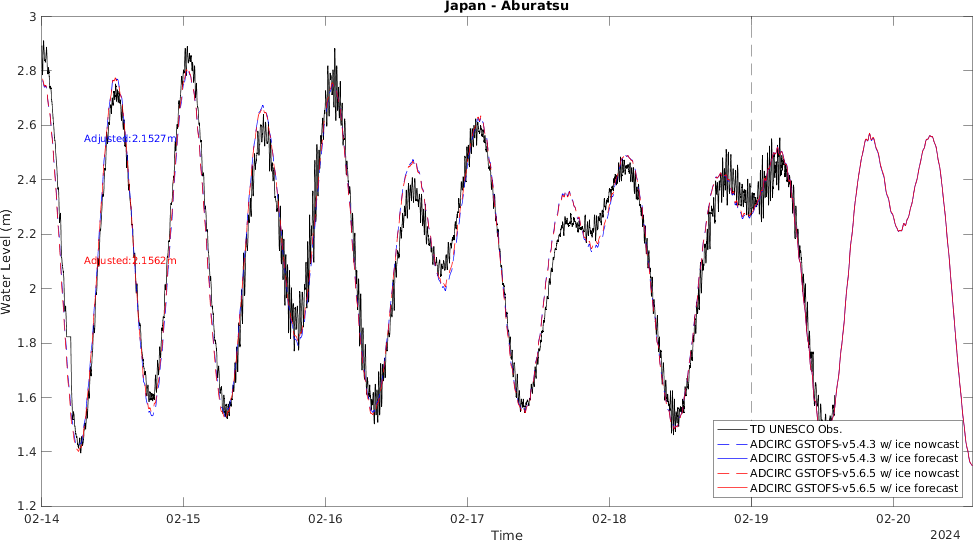 Japan - Aburatsu
3
2.8
2.6
2.4
2.2
2
1.8
1.6
1.4
1.2
Water Level (m)
Adjusted:2.1527m
Adjusted:2.1562m
TD UNESCO Obs.
ADCIRC GSTOFS-v5.4.3 w/ ice nowcast
ADCIRC GSTOFS-v5.4.3 w/ ice forecast
ADCIRC GSTOFS-v5.6.5 w/ ice nowcast
ADCIRC GSTOFS-v5.6.5 w/ ice forecast
02-14 02-15 02-16 02-17 02-18 02-19 02-20
Time
2024